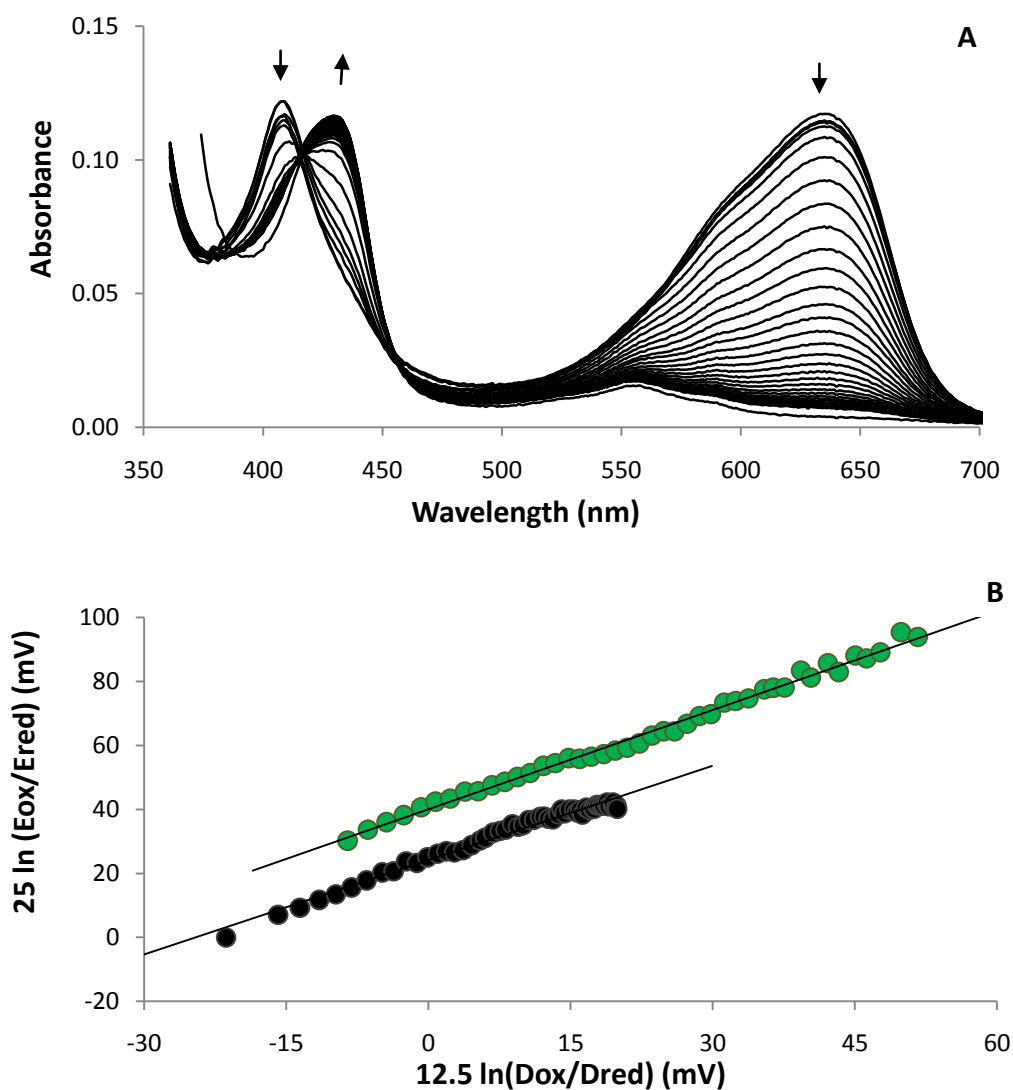 A
0.15
0.10
0.05
0.00
Absorbance
350 400 450 500 550 600 650 700
Wavelength (nm)
B
100
80
60
40
20
0
-20
25 ln (Eox/Ered) (mV)
-30 -15 0 15 30 45 60
12.5 ln(Dox/Dred) (mV)